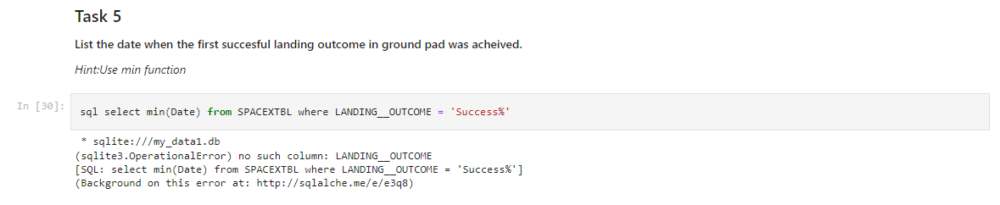 Task 5
List the date when the first succesful landing outcome in ground pad was acheived.
Hint:Use min function
In [30]:
sql select min(Date) from SPACEXTBL where LANDING__OUTCOME = 'Success%'
* sqlite:///my_data1.db
(sqlite3.OperationalError) no such column: LANDING__OUTCOME
[SQL: select min(Date) from SPACEXTBL where LANDING__OUTCOME = 'Success%']
(Background on this error at: http://sqlalche.me/e/e3q8)